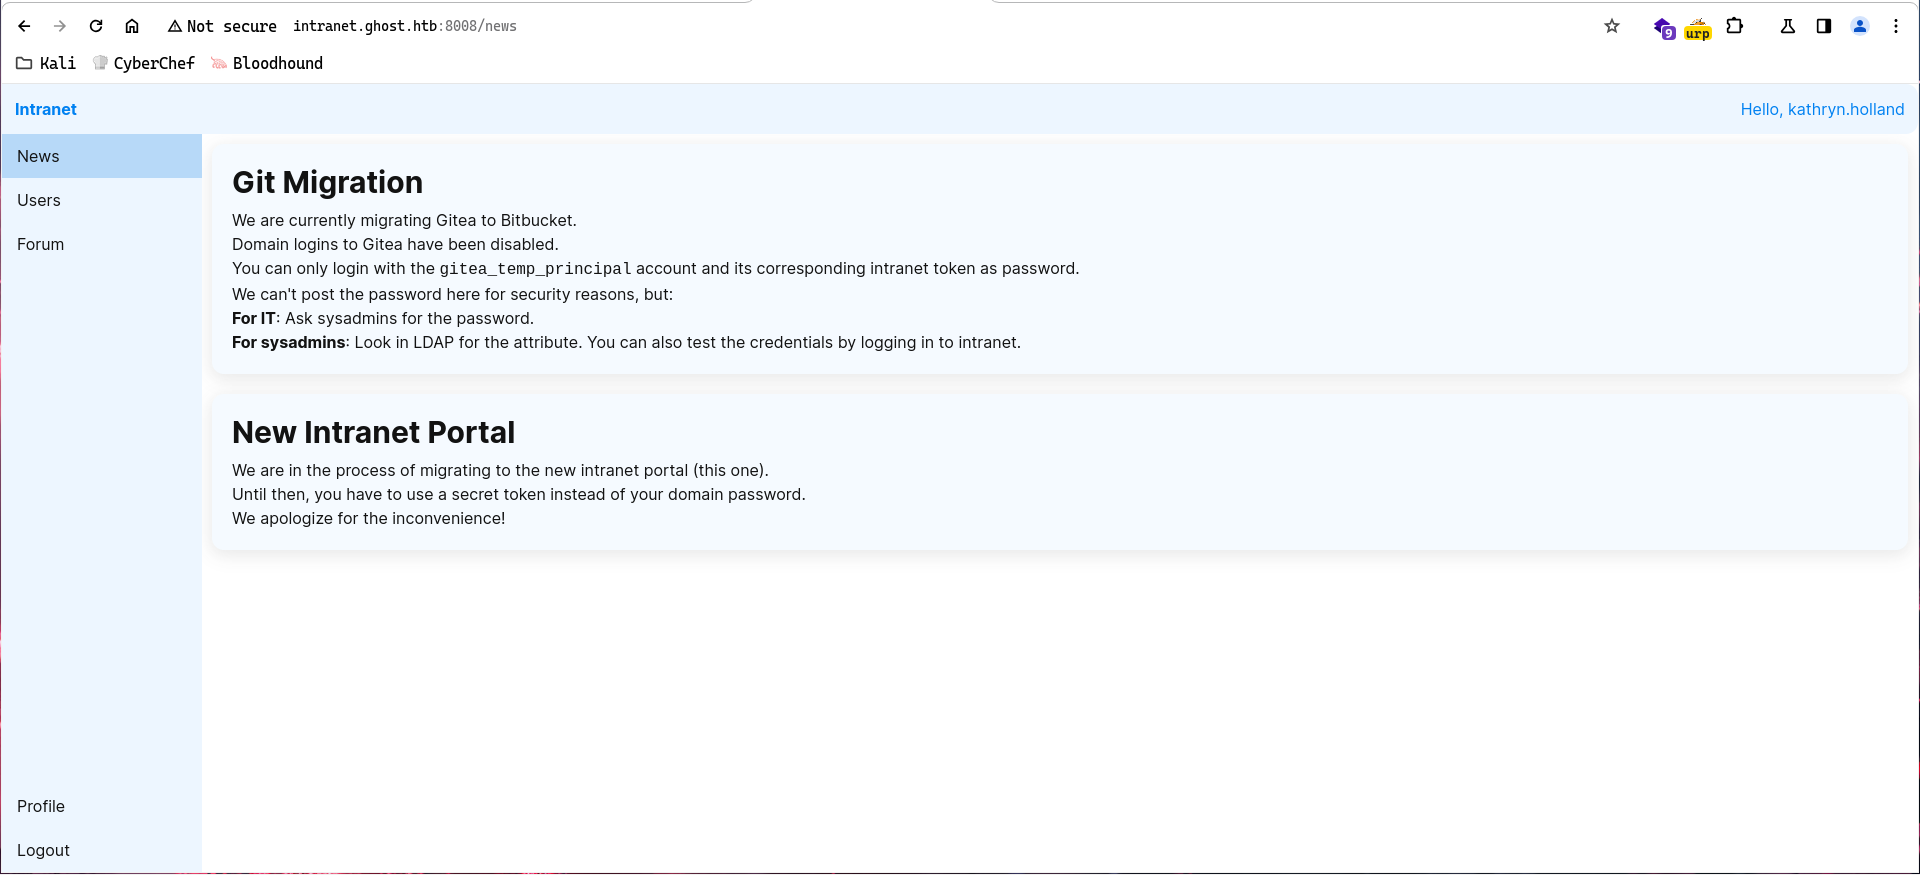 Not secure intranet.ghost.htb:8008/news
9 urp
Kali CyberChef Bloodhound
Intranet
Hello, kathryn.holland
News
Users
Forum
Git Migration
We are currently migrating Gitea to Bitbucket.
Domain logins to Gitea have been disabled.
You can only login with the gitea_temp_principal account and its corresponding intranet token as password.
We can't post the password here for security reasons, but:
For IT: Ask sysadmins for the password.
For sysadmins: Look in LDAP for the attribute. You can also test the credentials by logging in to intranet.
New Intranet Portal
We are in the process of migrating to the new intranet portal (this one).
Until then, you have to use a secret token instead of your domain password.
We apologize for the inconvenience!
Profile
Logout